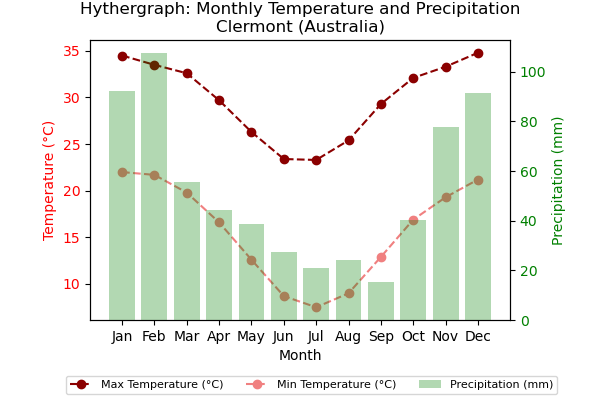 Hythergraph: Monthly Temperature and Precipitation
Clermont (Australia)
35
30
25
20
15
10
Temperature (°C)
100
80
60
40
20
0
Precipitation (mm)
Jan Feb Mar Apr May Jun Jul Aug Sep Oct Nov Dec
Month
Max Temperature (°C) Min Temperature (°C) Precipitation (mm)